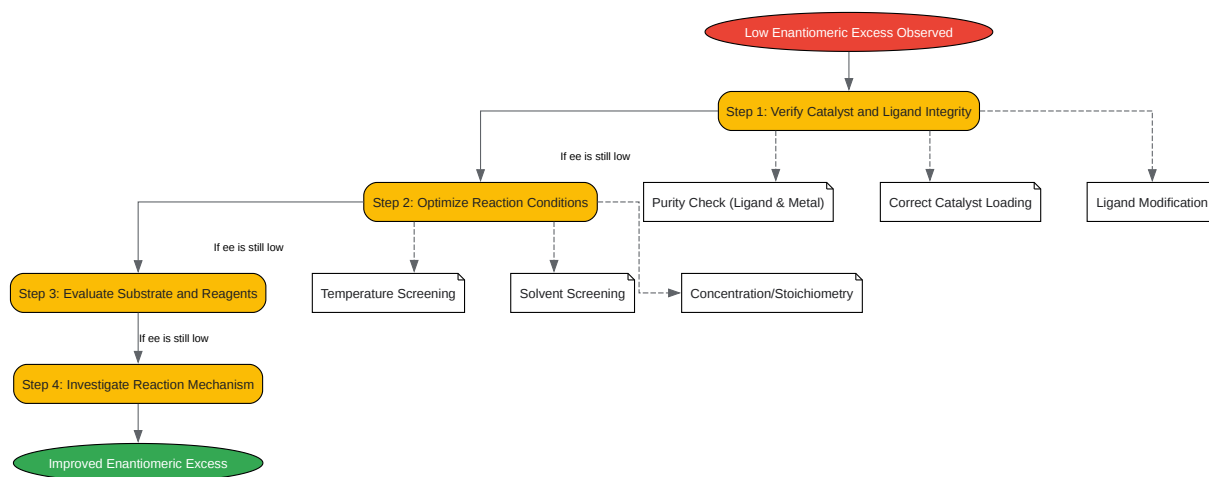 Low Enantiomeric Excess Observed
Step 1: Verify Catalyst and Ligand Integrity
If ee is still low
Step 2: Optimize Reaction Conditions
Purity Check (Ligand & Metal)
Correct Catalyst Loading
Ligand Modification
If ee is still low
Step 3: Evaluate Substrate and Reagents
Temperature Screening
Solvent Screening
Concentration/Stoichiometry
If ee is still low
Step 4: Investigate Reaction Mechanism
Improved Enantiomeric Excess